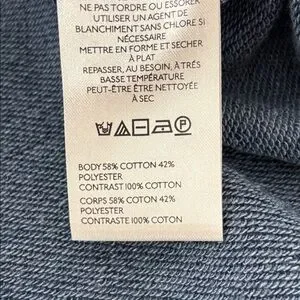 NE PAS TORDRE OU ESSORER
UTILISER UN AGENT DE
BLANCHIMENT SANS CHLORE SI
NÉCESSAIRE
METTRE EN FORME ET SECHER
À PLAT
REPASSER, AU BESOIN, À TRÈS
BASSE TEMPÉRATURE
PEUT-ÊTRE ÊTRE NETTOYÉE
À SEC
P
BODY 58% COTTON 42%
POLYESTER
CONTRAST 100% COTTON
CORPS 58% COTON 42%
POLYESTER
CONTRASTE 100% COTON